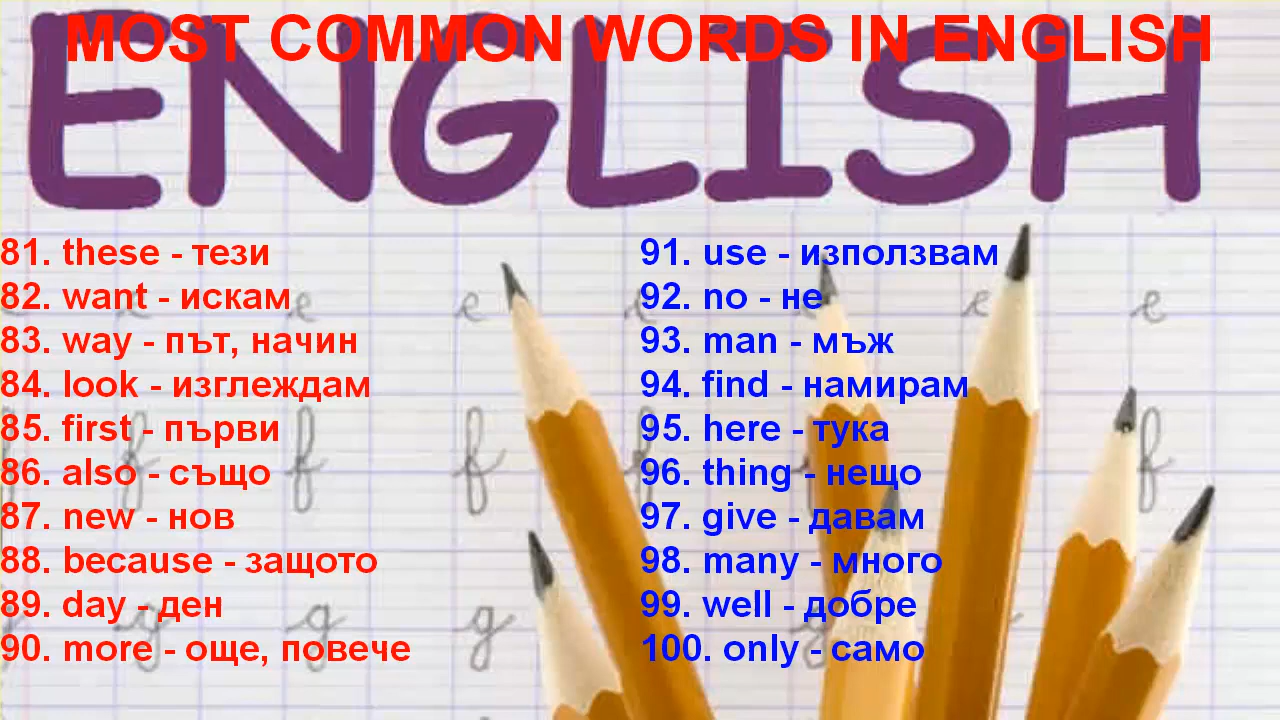 MOST COMMON WORDS IN ENGLISH
ENGLISH
81. these - тези
82. want - искам
83. way - път, начин
84. look - изглеждам
85. first - първи
86. also - също
87. new - нов
88. because - защото
89. day - ден
90. more - още, повече
91. use - използвам
92. no - не
93. man - мъж
94. find - намирам
95. here - тука
96. thing - нещо
97. give - давам
98. many - много
99. well - добре
100. only - само
e e e e e
f f f f f
g g g g